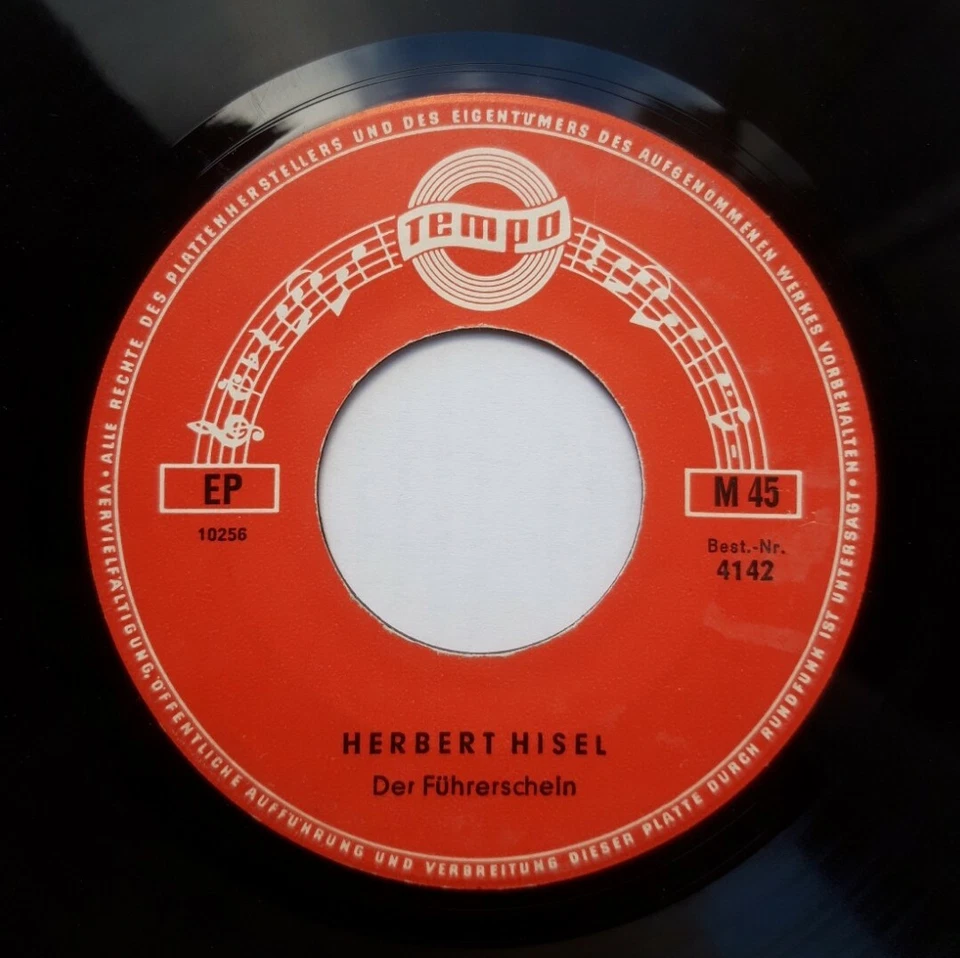 ALLE RECHTE DES PLATTENHERSTELLERS UND DES EIGENTÜMERS DES AUFGENOMMENEN WERKES VORBEHALTEN •
VERVIELFÄLTIGUNG, ÖFFENTLICHE AUFFÜHRUNG UND VERBREITUNG DIESER PLATTE DURCH RUNDFUNK IST UNTERSAGT •
TEMPO
EP
10256
M 45
Best.-Nr.
4142
HERBERT HISEL
Der Führerschein